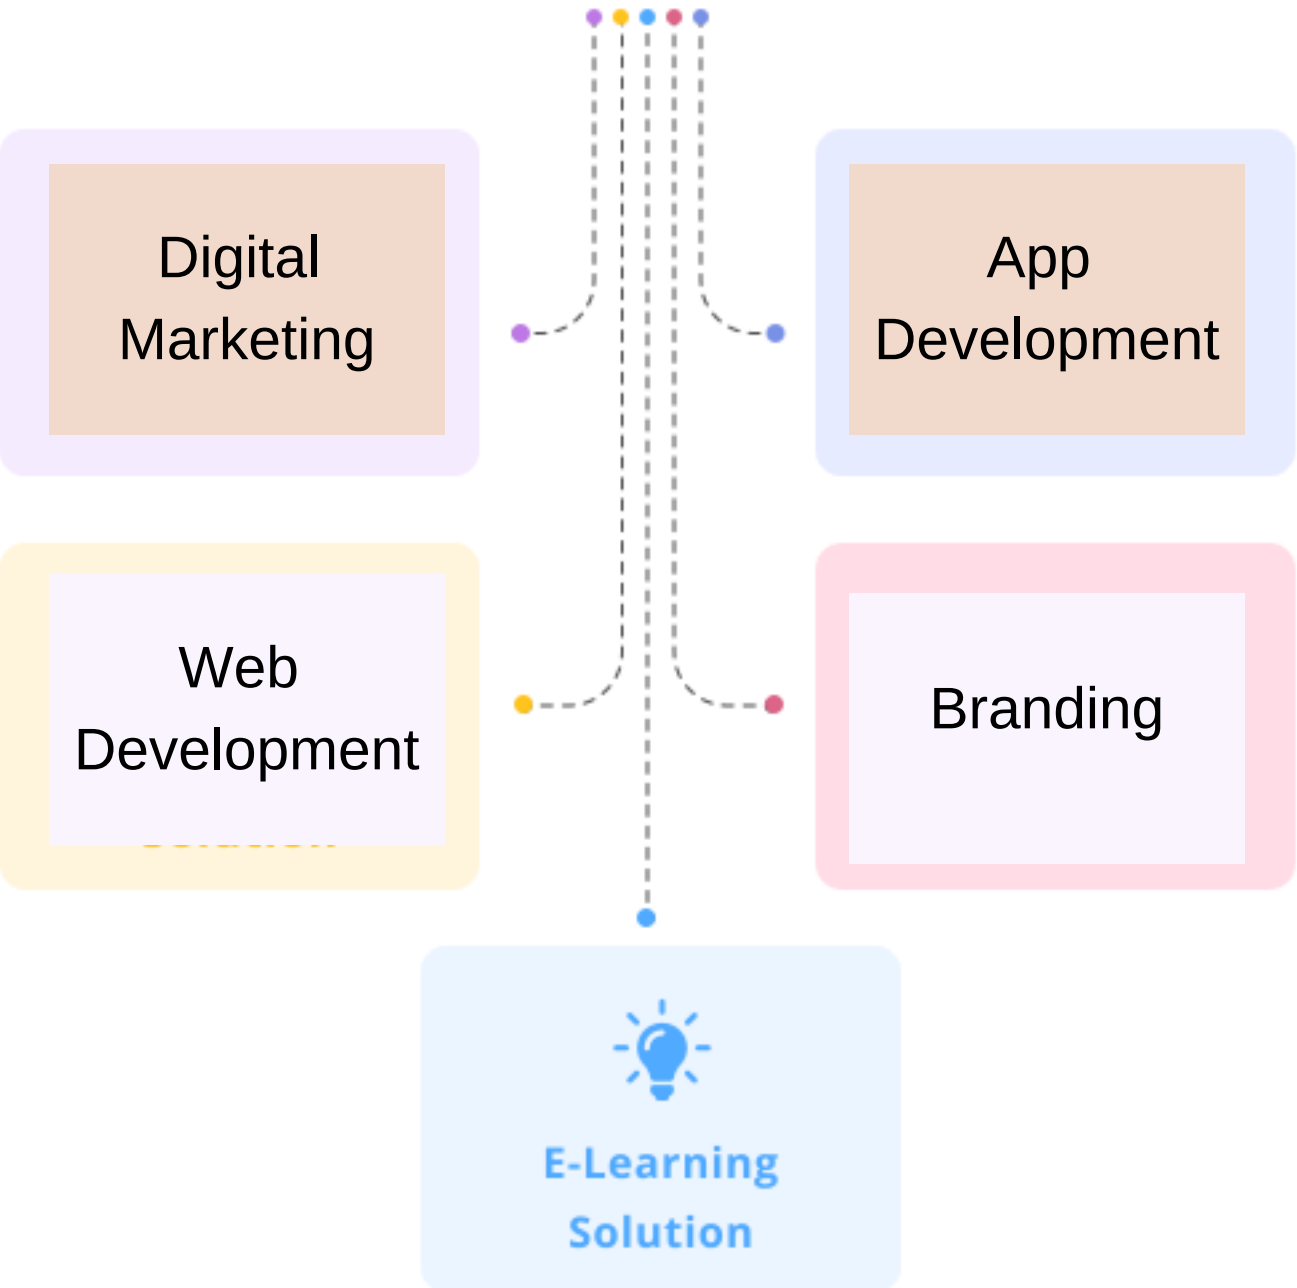 Digital
Marketing
App
Development
Web
Development
Branding
E-Learning
Solution